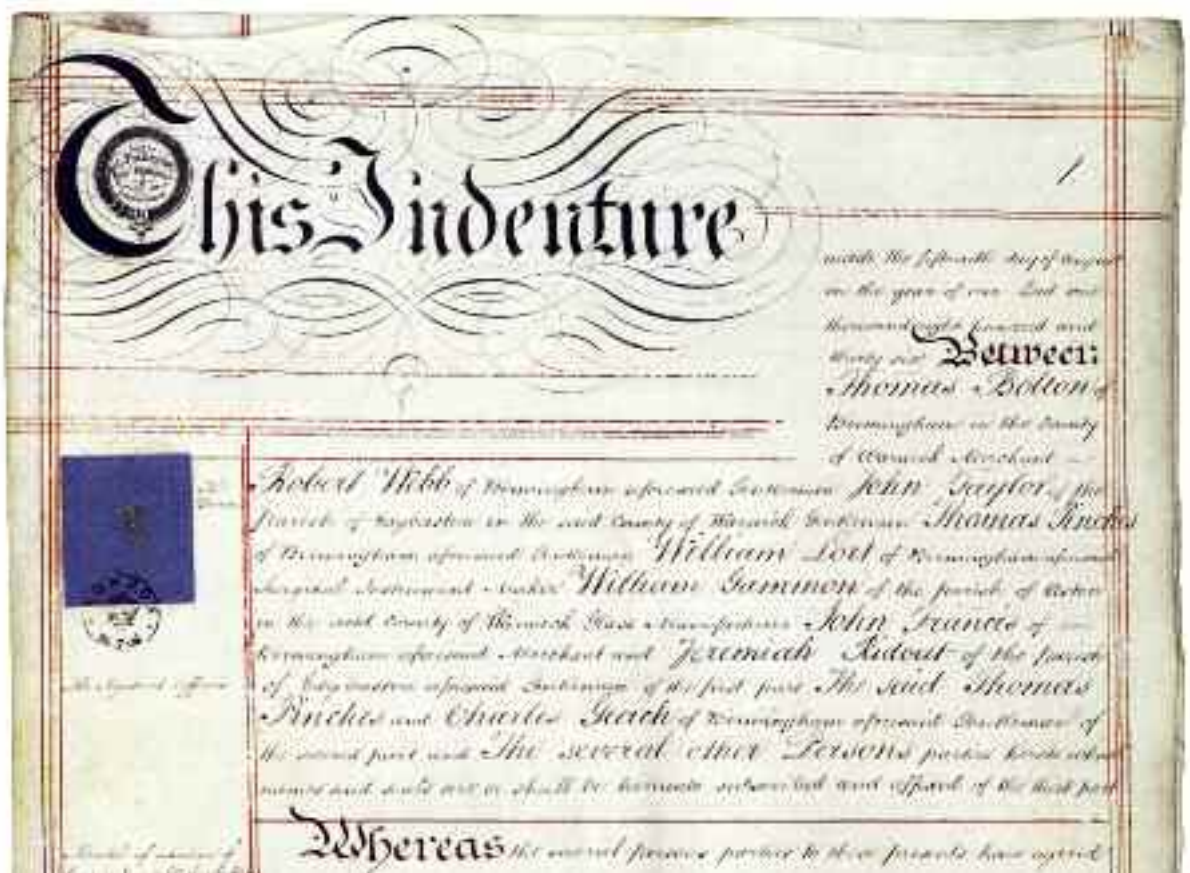 This Indenture
1
made the fifteenth day of August
in the year of our Lord one
thousand eight hundred and
thirty six Between
Thomas Bolton of
Birmingham in the County
of Warwick Merchant
Robert Webb of Birmingham aforesaid Gentleman John Taylor of the
Parish of Edgbaston in the said County of Warwick Gentleman Thomas Pinches
of Birmingham aforesaid Gentleman William Lort of Birmingham aforesaid
Surgical Instrument Maker William Gammon of the parish of Aston
in the said County of Warwick Glass Manufacturer John Francis of
Birmingham aforesaid Merchant and Jeremiah Ridout of the parish
of Edgbaston aforesaid Gentleman of the first part The said Thomas
Pinches and Charles Geach of Birmingham aforesaid Gentleman of
the second part and The several other Persons parties hereto whose
names and seals are or shall be hereunto subscribed and affixed of the third part
Whereas the several persons parties to these presents have agreed